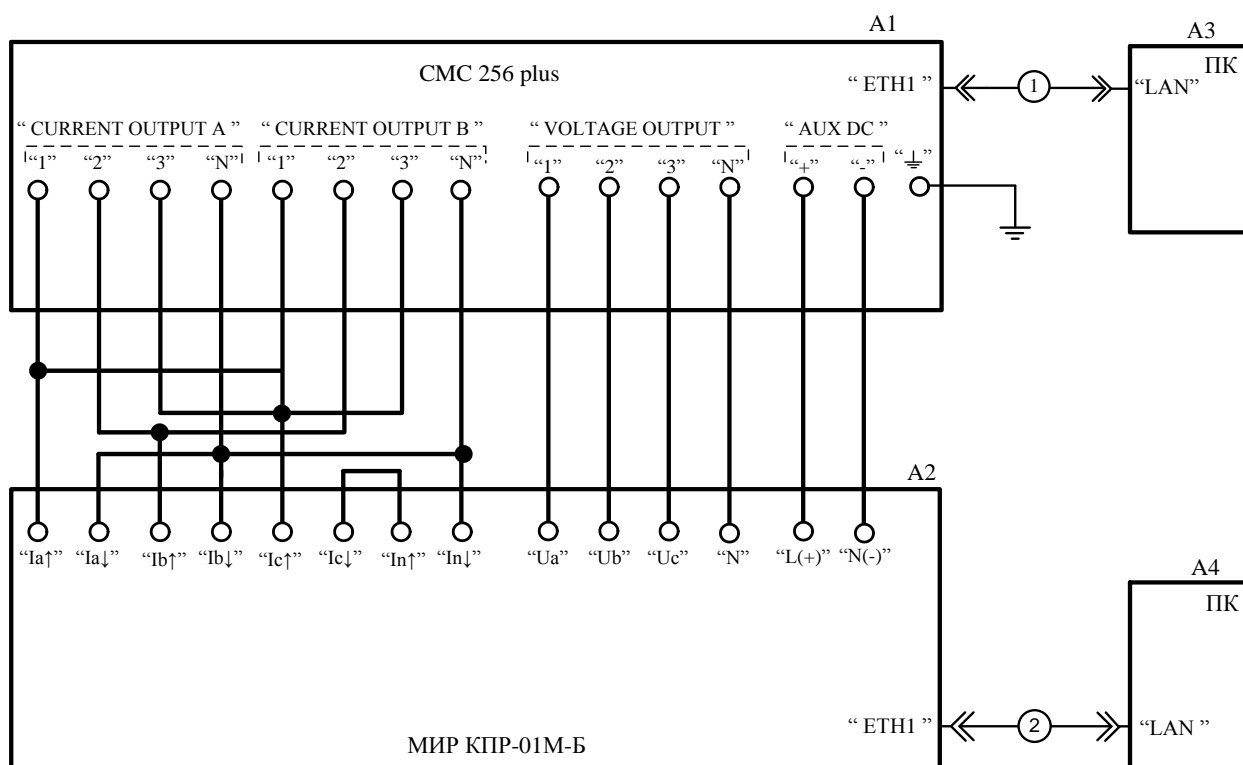 A1
A3
ПК
CMC 256 plus
“ ETH1 ”
1
“LAN”
“ CURRENT OUTPUT A ” “ CURRENT OUTPUT B ” “ VOLTAGE OUTPUT ” “ AUX DC ”
“1” “2” “3” “N” “1” “2” “3” “N” “1” “2” “3” “N” “+” “-” “⏚”
A2
“Ia↑” “Ia↓” “Ib↑” “Ib↓” “Ic↑” “Ic↓” “In↑” “In↓” “Ua” “Ub” “Uc” “N” “L(+)” “N(-)”
A4
ПК
“ ETH1 ”
2
“LAN ”
МИР КПР-01М-Б